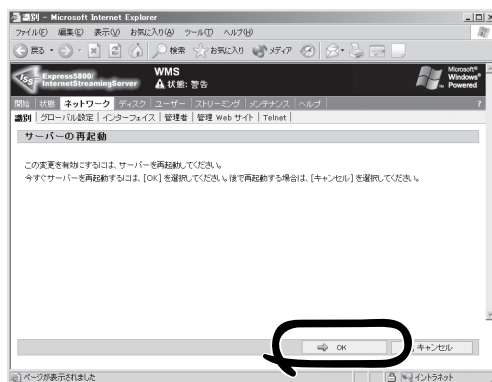 識別 - Microsoft Internet Explorer
ファイル(F) 編集(E) 表示(V) お気に入り(A) ツール(T) ヘルプ(H)
戻る 検索 お気に入り メディア
Express5800/
InternetStreamingServer
WMS
状態: 警告
Microsoft®
Windows®
Powered
開始 状態 ネットワーク ディスク ユーザー ストリーミング メンテナンス ヘルプ ?
識別 グローバル設定 インターフェイス 管理者 管理 Web サイト Telnet
サーバーの再起動
この変更を有効にするには、サーバーを再起動してください。
今すぐサーバーを再起動するには、[OK] を選択してください。後で再起動する場合は、[キャンセル] を選択してください。
OK キャンセル
ページが表示されました イントラネット